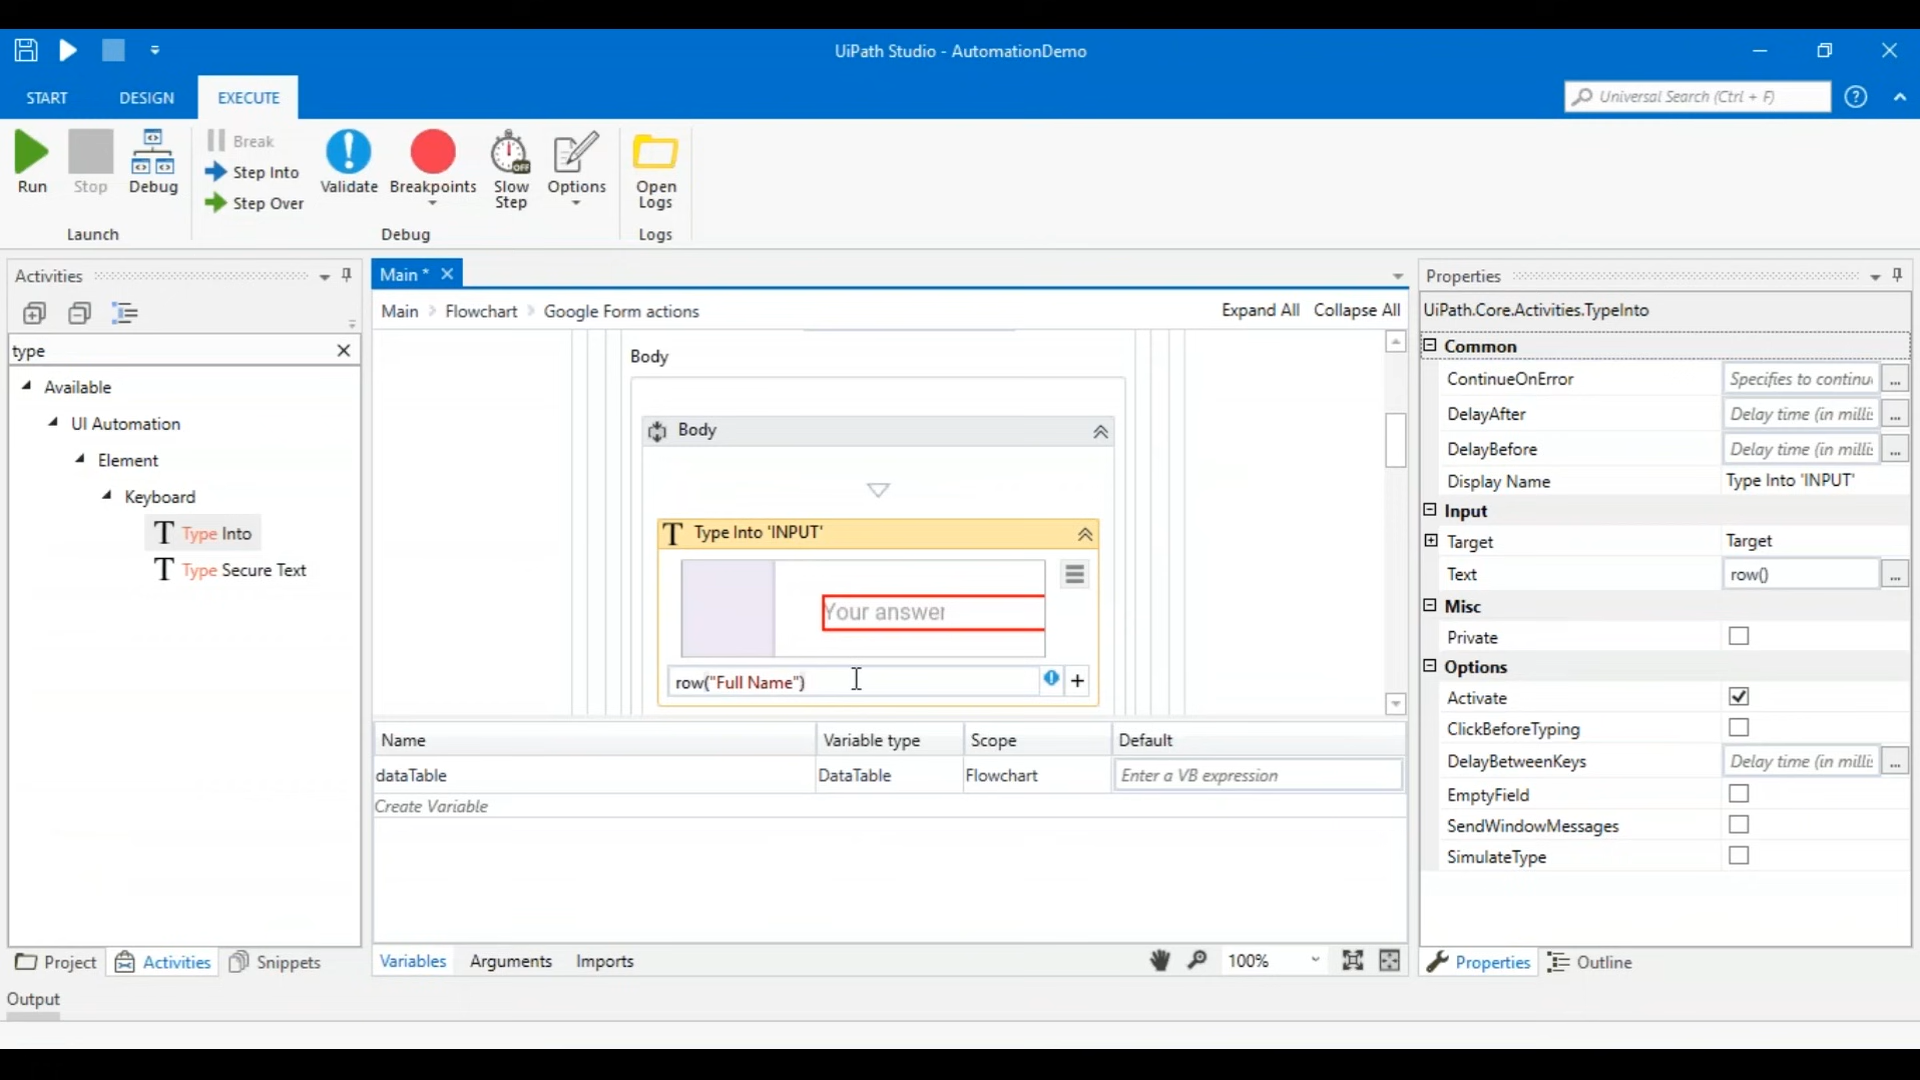 UiPath Studio - AutomationDemo
START
DESIGN
EXECUTE
Universal Search (Ctrl + F)
Run
Stop
Debug
Break
Step Into
Step Over
Validate
Breakpoints
Slow
Step
Options
Open
Logs
Launch
Debug
Logs
Activities
type
Available
UI Automation
Element
Keyboard
Type Into
Type Secure Text
Project
Activities
Snippets
Main *
Main
Flowchart
Google Form actions
Expand All
Collapse All
Body
Body
Type Into 'INPUT'
Your answer
row("Full Name")
Name
Variable type
Scope
Default
dataTable
DataTable
Flowchart
Enter a VB expression
Create Variable
Variables
Arguments
Imports
100%
Properties
UiPath.Core.Activities.TypeInto
Common
ContinueOnError
Specifies to continu
DelayAfter
Delay time (in millis
DelayBefore
Delay time (in millis
Display Name
Type Into 'INPUT'
Input
Target
Target
Text
row()
Misc
Private
Options
Activate
ClickBeforeTyping
DelayBetweenKeys
Delay time (in millis
EmptyField
SendWindowMessages
SimulateType
Properties
Outline
Output